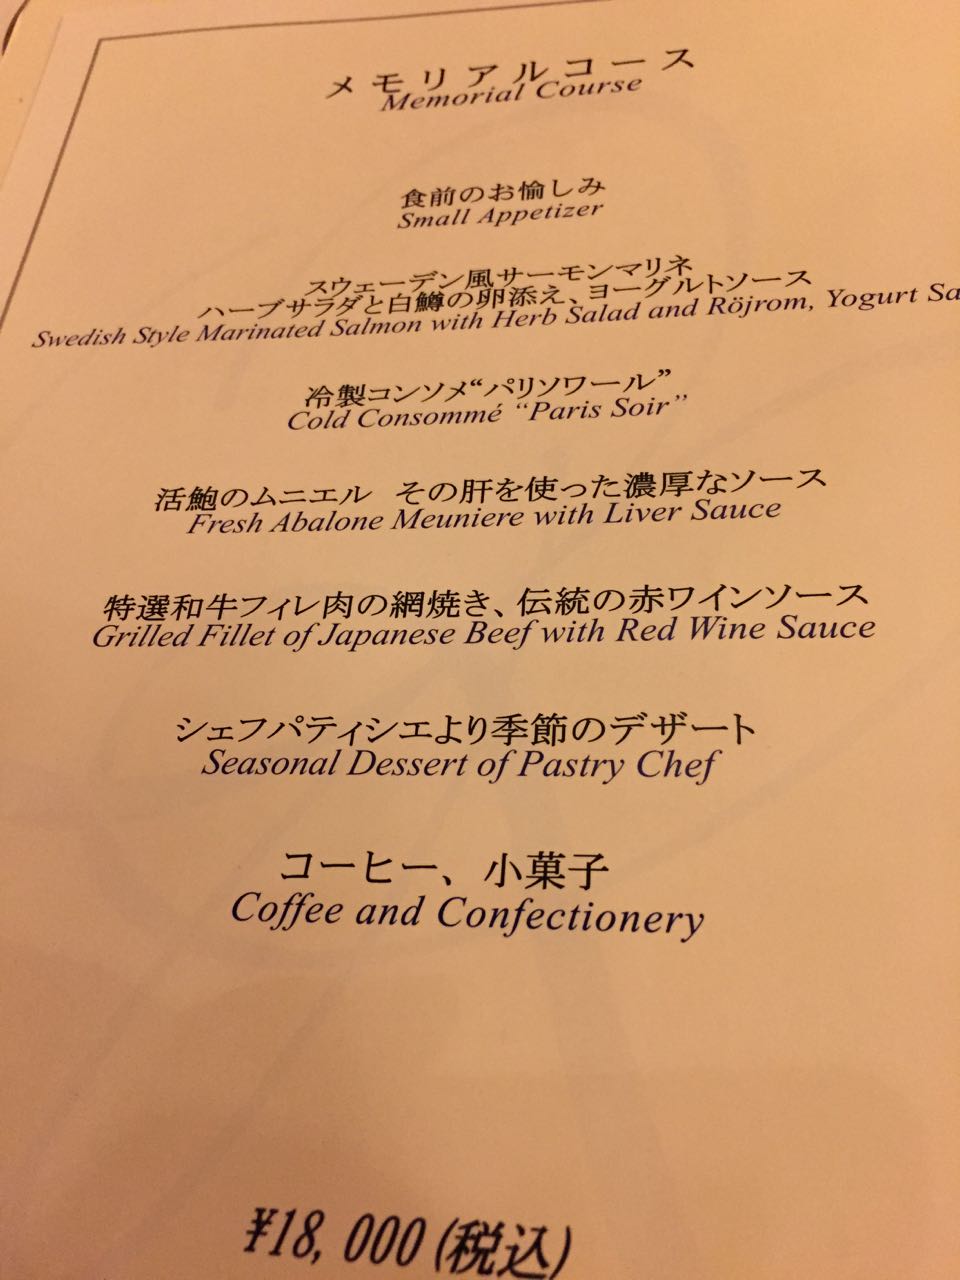 メモリアルコース
Memorial Course
食前のお愉しみ
Small Appetizer
スウェーデン風サーモンマリネ
ハーブサラダと白鱒の卵添え、ヨーグルトソース
Swedish Style Marinated Salmon with Herb Salad and Röjrom, Yogurt Sa
冷製コンソメ“パリソワール”
Cold Consommé “Paris Soir”
活鮑のムニエル その肝を使った濃厚なソース
Fresh Abalone Meuniere with Liver Sauce
特選和牛フィレ肉の網焼き、伝統の赤ワインソース
Grilled Fillet of Japanese Beef with Red Wine Sauce
シェフパティシエより季節のデザート
Seasonal Dessert of Pastry Chef
コーヒー、小菓子
Coffee and Confectionery
¥18,000(税込)